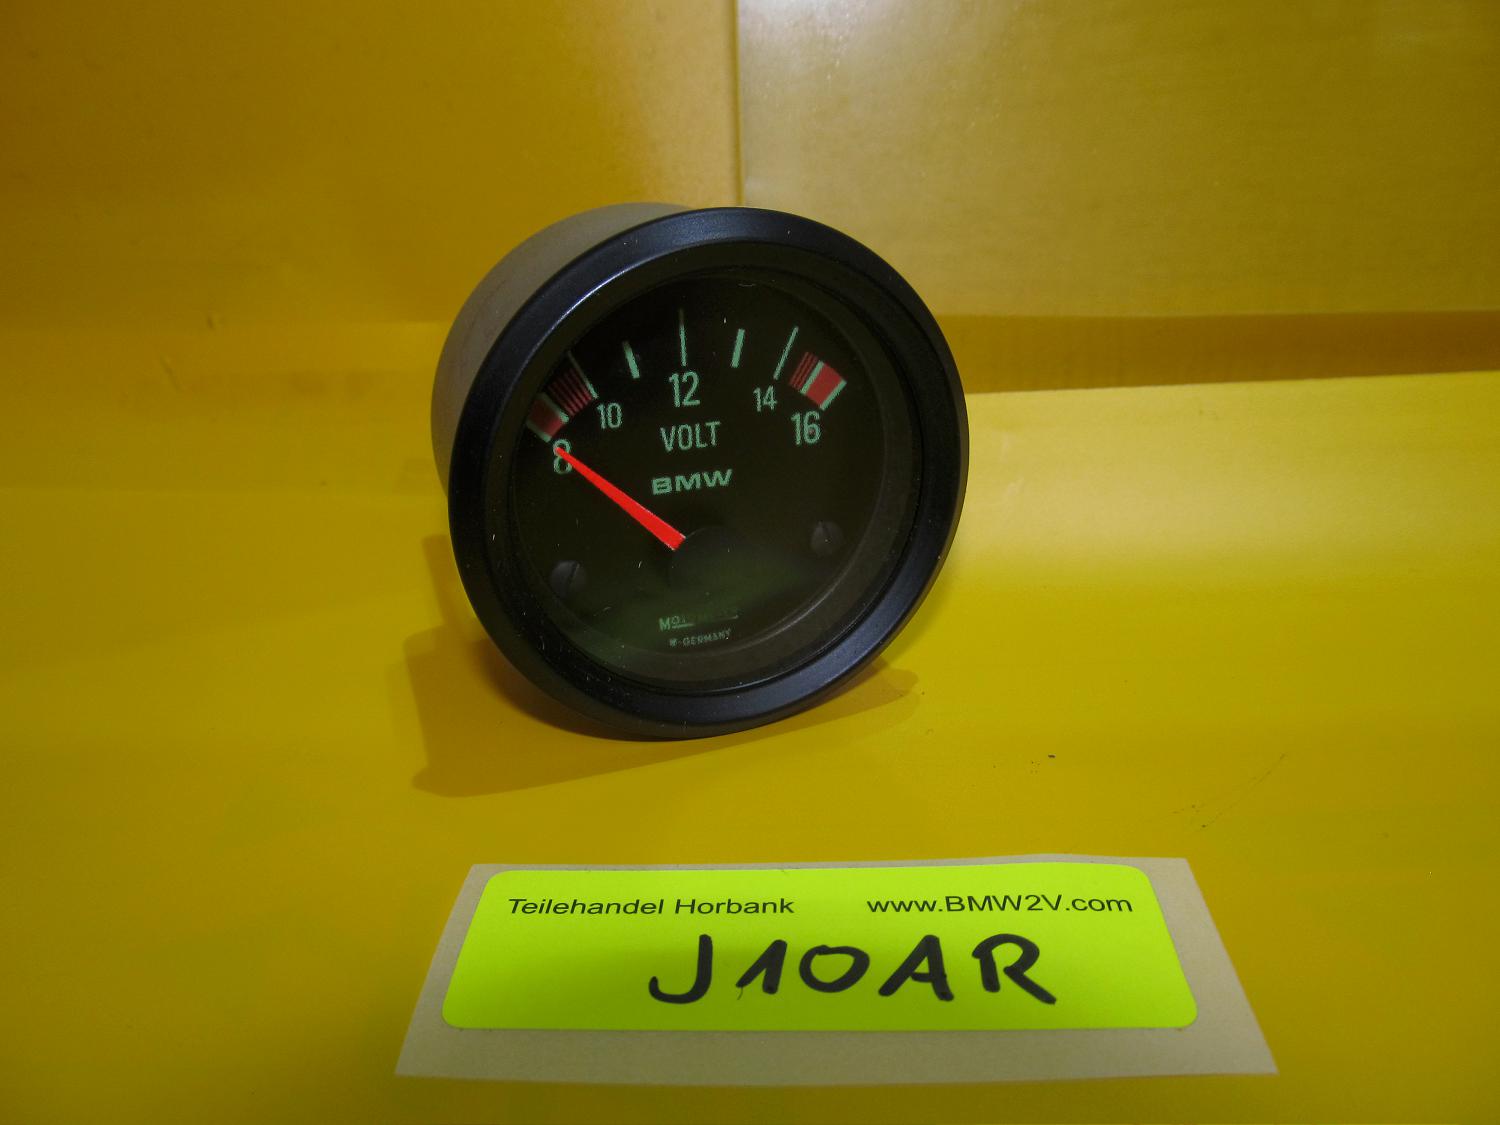 8 10 12 14 16
VOLT
BMW
W-GERMANY
Teilehandel Horbank www.BMW2V.com
J10AR